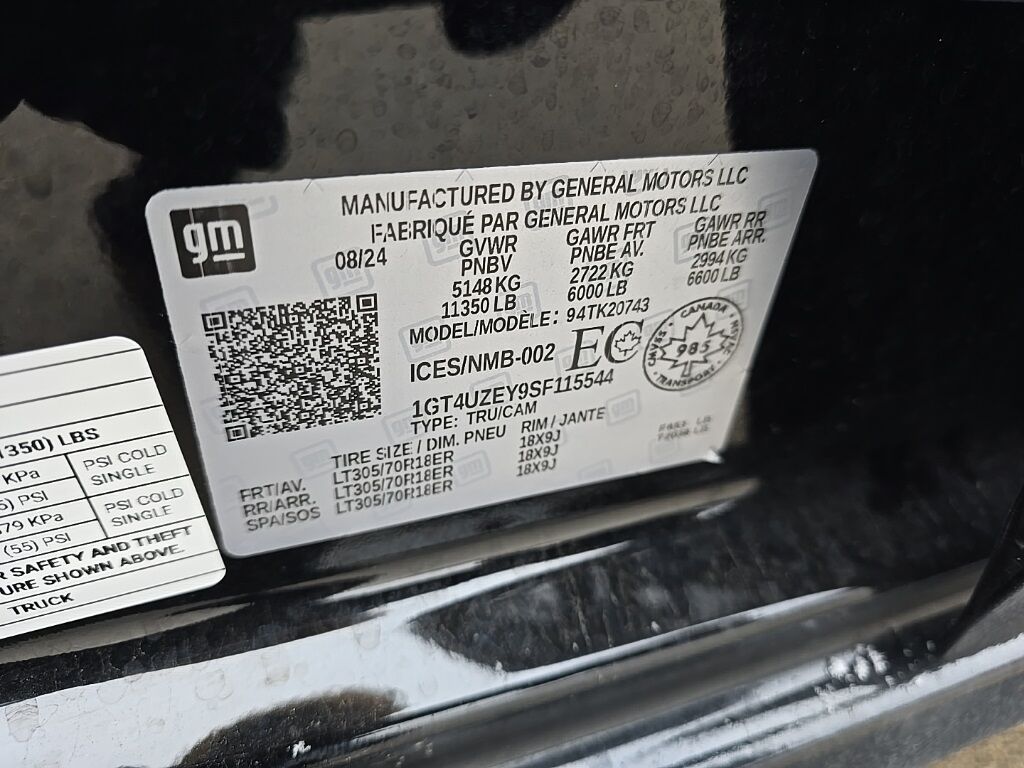 gm
MANUFACTURED BY GENERAL MOTORS LLC
FABRIQUÉ PAR GENERAL MOTORS LLC
08/24
GVWR GAWR FRT GAWR RR
PNBV PNBE AV. PNBE ARR.
5148 KG 2722 KG 2994 KG
11350 LB 6000 LB 6600 LB
MODEL/MODÈLE: 94TK20743
ICES/NMB-002 EC
CANADA
CMVSS 985 NSVAC
TRANSPORT
1GT4UZEY9SF115544
TYPE: TRU/CAM
TIRE SIZE / DIM. PNEU RIM / JANTE
FRT/AV. LT305/70R18ER 18X9J
RR/ARR. LT305/70R18ER 18X9J
SPA/SOS LT305/70R18ER 18X9J
1350) LBS
KPa PSI COLD
PSI SINGLE
79 KPa PSI COLD
(55) PSI SINGLE
SAFETY AND THEFT
URE SHOWN ABOVE.
TRUCK